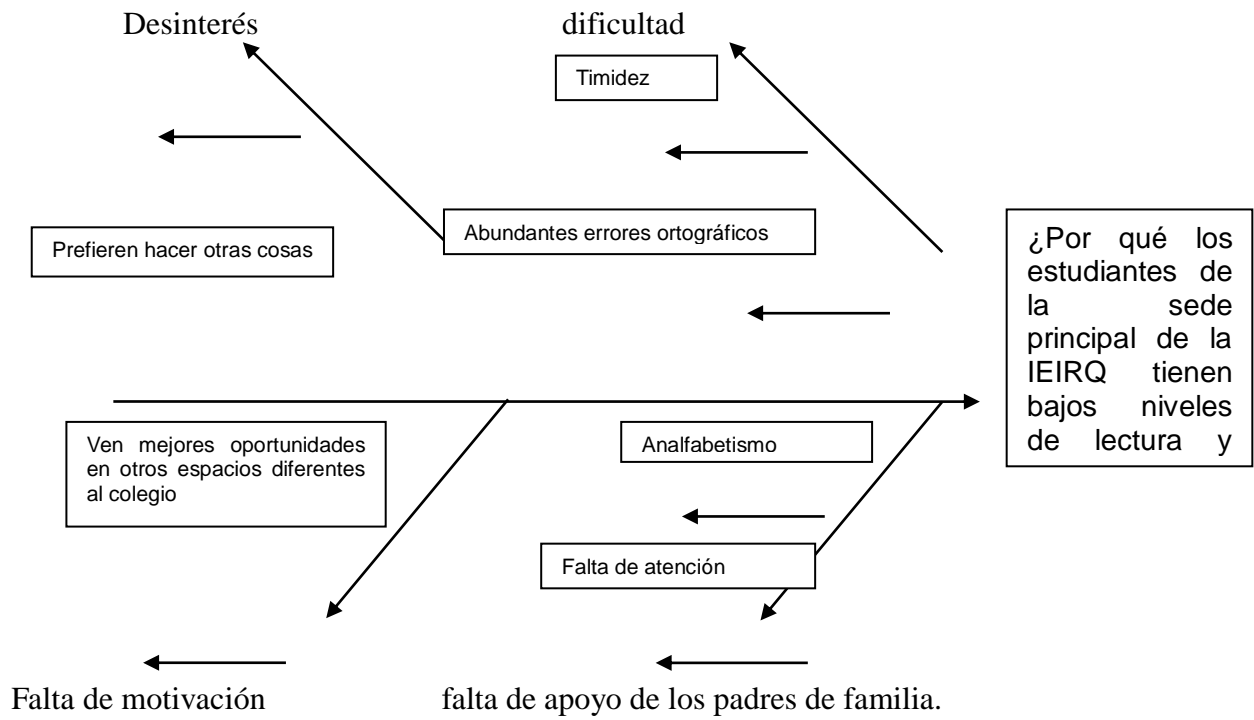 Desinterés
dificultad
Timidez
Prefieren hacer otras cosas
Abundantes errores ortográficos
¿Por qué los
estudiantes de
la sede
principal de la
IEIRQ tienen
bajos niveles
de lectura y
Ven mejores oportunidades
en otros espacios diferentes
al colegio
Analfabetismo
Falta de atención
Falta de motivación
falta de apoyo de los padres de familia.